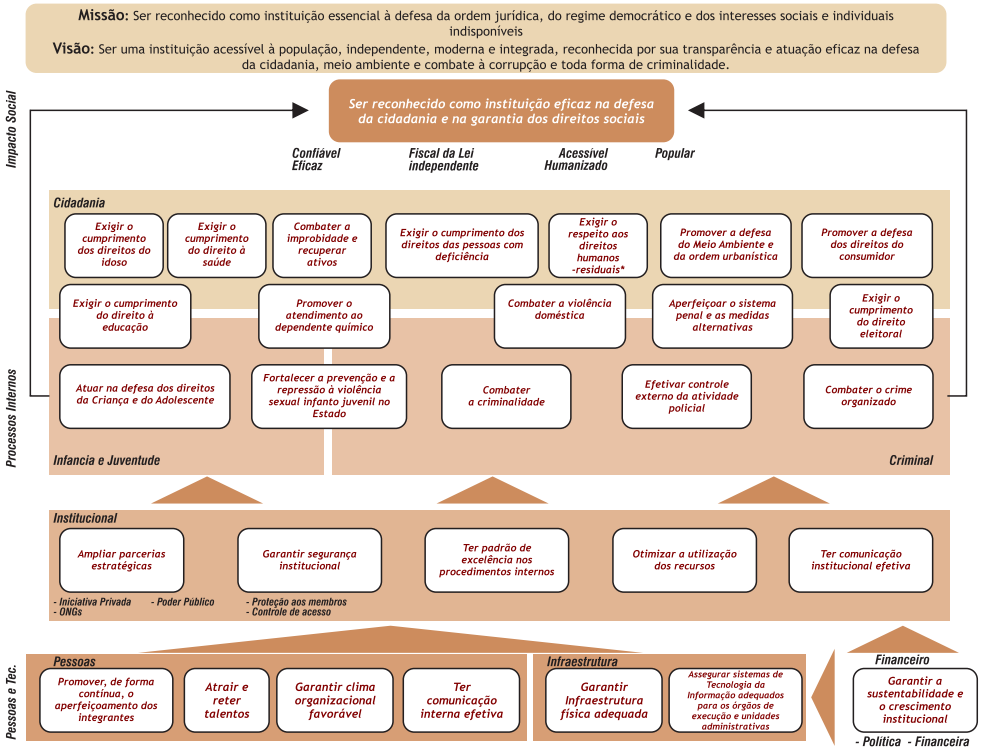 Missão: Ser reconhecido como instituição essencial à defesa da ordem jurídica, do regime democrático e dos interesses sociais e individuais
indisponíveis
Visão: Ser uma instituição acessível à população, independente, moderna e integrada, reconhecida por sua transparência e atuação eficaz na defesa
da cidadania, meio ambiente e combate à corrupção e toda forma de criminalidade.
Impacto Social
Ser reconhecido como instituição eficaz na defesa
da cidadania e na garantia dos direitos sociais
Confiável
Eficaz
Fiscal da Lei
independente
Acessível
Humanizado
Popular
Processos Internos
Cidadania
Exigir o
cumprimento
dos direitos do
idoso
Exigir o
cumprimento
do direito à
saúde
Combater a
improbidade e
recuperar
ativos
Exigir o cumprimento dos
direitos das pessoas com
deficiência
Exigir o
respeito aos
direitos
humanos
-residuais*
Promover a defesa
do Meio Ambiente e
da ordem urbanística
Promover a defesa
dos direitos do
consumidor
Exigir o cumprimento
do direito à
educação
Promover o
atendimento ao
dependente químico
Combater a violência
doméstica
Aperfeiçoar o sistema
penal e as medidas
alternativas
Exigir o
cumprimento
do direito
eleitoral
Atuar na defesa dos direitos
da Criança e do Adolescente
Fortalecer a prevenção e a
repressão à violência
sexual infanto juvenil no
Estado
Combater
a criminalidade
Efetivar controle
externo da atividade
policial
Combater o crime
organizado
Infancia e Juventude
Criminal
Institucional
Ampliar parcerias
estratégicas
Garantir segurança
institucional
Ter padrão de
excelência nos
procedimentos internos
Otimizar a utilização
dos recursos
Ter comunicação
institucional efetiva
- Iniciativa Privada
- ONGs
- Poder Público
- Proteção aos membros
- Controle de acesso
Pessoas e Tec.
Pessoas
Promover, de forma
contínua, o
aperfeiçoamento dos
integrantes
Atrair e
reter
talentos
Garantir clima
organizacional
favorável
Ter
comunicação
interna efetiva
Infraestrutura
Garantir
Infraestrutura
física adequada
Assegurar sistemas de
Tecnologia da
Informação adequados
para os órgãos de
execução e unidades
administrativas
Financeiro
Garantir a
sustentabilidade e
o crescimento
institucional
- Política - Financeira